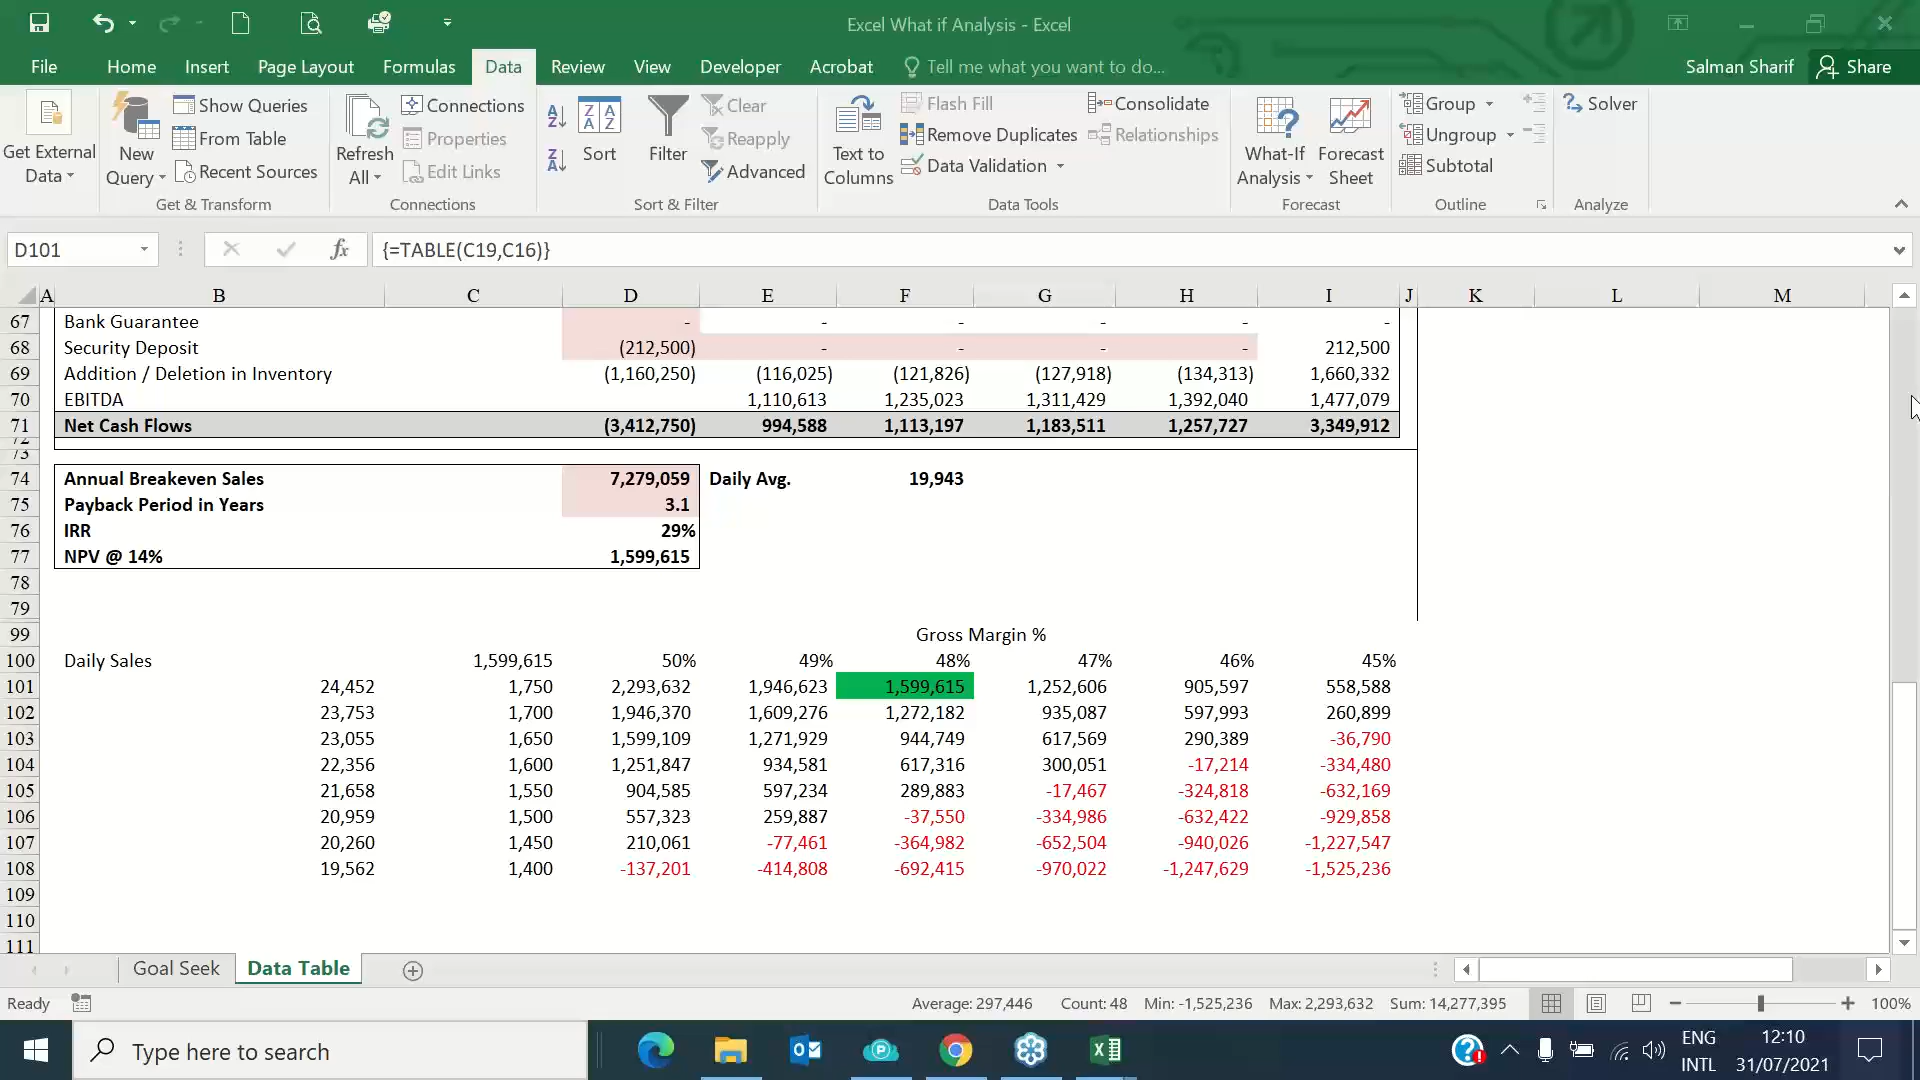 Excel What if Analysis - Excel
File Home Insert Page Layout Formulas Data Review View Developer Acrobat Tell me what you want to do... Salman Sharif Share
Get External Data
New Query
Show Queries
From Table
Recent Sources
Get & Transform
Refresh All
Connections
Properties
Edit Links
Connections
Sort
Filter
Clear
Reapply
Advanced
Sort & Filter
Text to Columns
Flash Fill
Remove Duplicates
Data Validation
Consolidate
Relationships
Data Tools
What-If Analysis
Forecast Sheet
Forecast
Group
Ungroup
Subtotal
Outline
Solver
Analyze
D101 fx {=TABLE(C19,C16)}
A B C D E F G H I J K L M
67 Bank Guarantee - - - - - -
68 Security Deposit (212,500) - - - - 212,500
69 Addition / Deletion in Inventory (1,160,250) (116,025) (121,826) (127,918) (134,313) 1,660,332
70 EBITDA 1,110,613 1,235,023 1,311,429 1,392,040 1,477,079
71 Net Cash Flows (3,412,750) 994,588 1,113,197 1,183,511 1,257,727 3,349,912
72
73
74 Annual Breakeven Sales 7,279,059 Daily Avg. 19,943
75 Payback Period in Years 3.1
76 IRR 29%
77 NPV @ 14% 1,599,615
78
79
99 Gross Margin %
100 Daily Sales 1,599,615 50% 49% 48% 47% 46% 45%
101 24,452 1,750 2,293,632 1,946,623 1,599,615 1,252,606 905,597 558,588
102 23,753 1,700 1,946,370 1,609,276 1,272,182 935,087 597,993 260,899
103 23,055 1,650 1,599,109 1,271,929 944,749 617,569 290,389 -36,790
104 22,356 1,600 1,251,847 934,581 617,316 300,051 -17,214 -334,480
105 21,658 1,550 904,585 597,234 289,883 -17,467 -324,818 -632,169
106 20,959 1,500 557,323 259,887 -37,550 -334,986 -632,422 -929,858
107 20,260 1,450 210,061 -77,461 -364,982 -652,504 -940,026 -1,227,547
108 19,562 1,400 -137,201 -414,808 -692,415 -970,022 -1,247,629 -1,525,236
109
110
111
Goal Seek Data Table
Ready Average: 297,446 Count: 48 Min: -1,525,236 Max: 2,293,632 Sum: 14,277,395 100%
Type here to search
ENG
INTL
12:10
31/07/2021